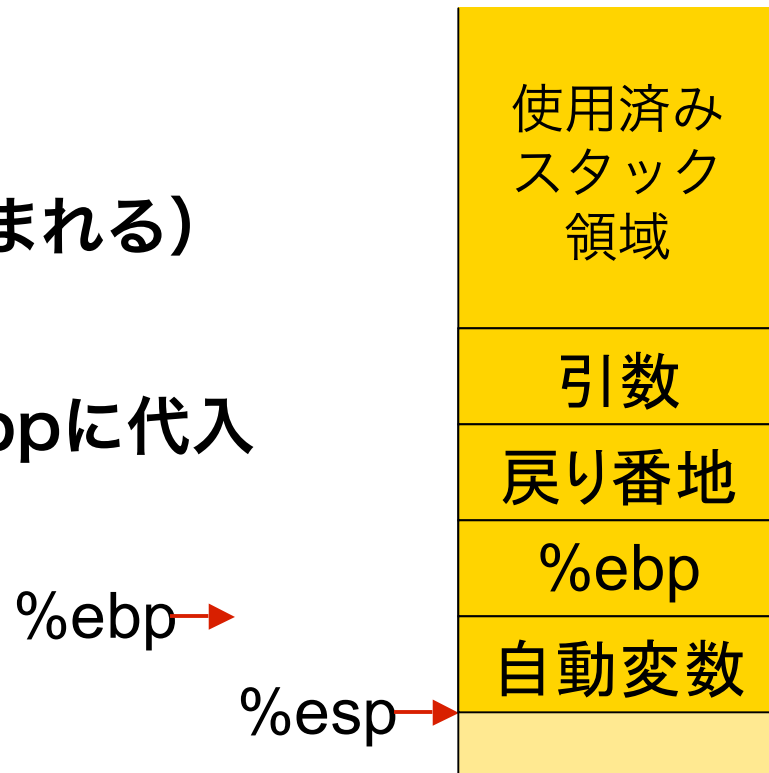 使用済み
スタック
領域
まれる）
引数
bpに代入
戻り番地
%ebp
%ebp
自動変数
%esp